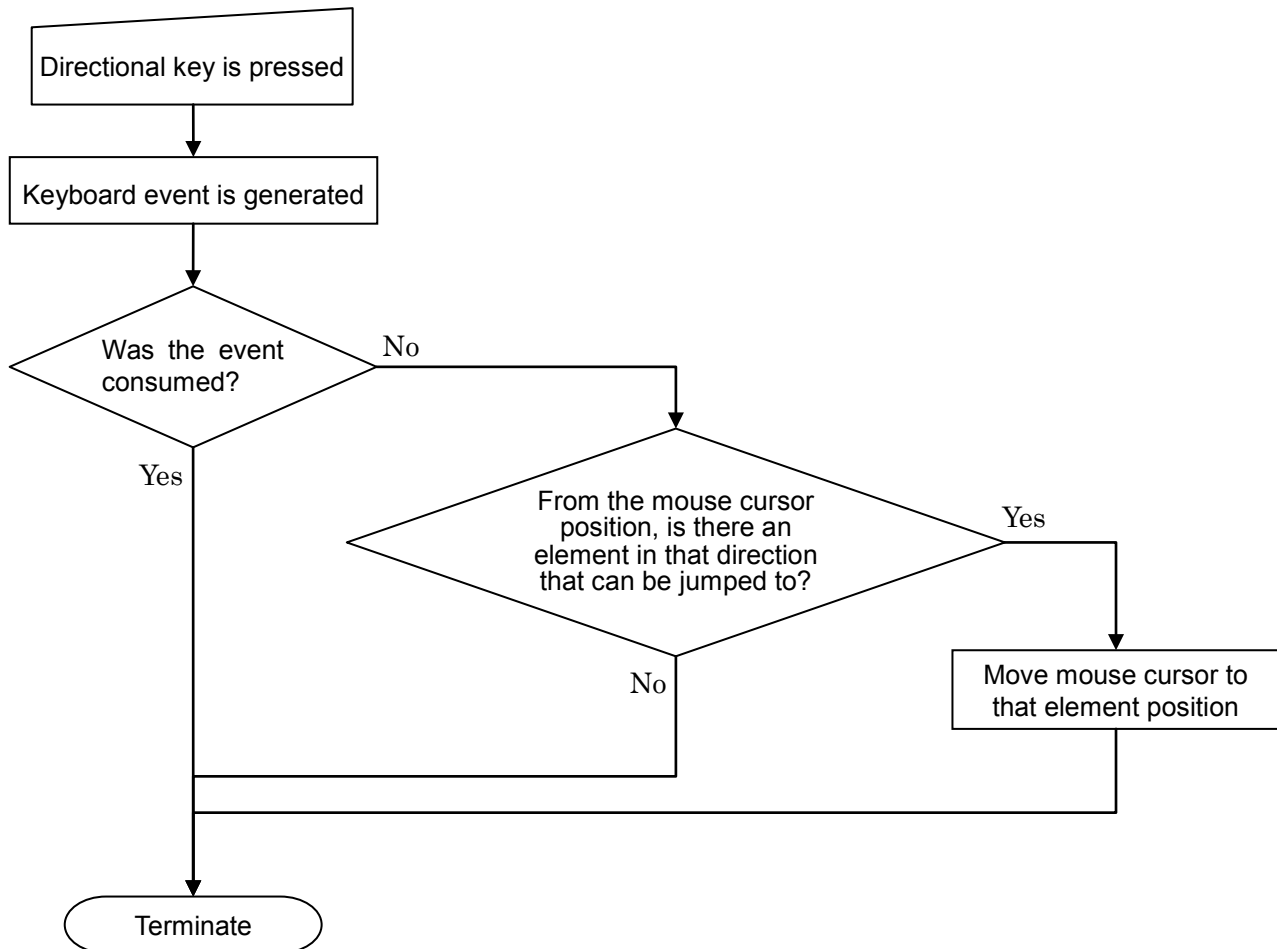 Directional key is pressed
Keyboard event is generated
Was the event
consumed?
No
Yes
From the mouse cursor
position, is there an
element in that direction
that can be jumped to?
Yes
No
Move mouse cursor to
that element position
Terminate